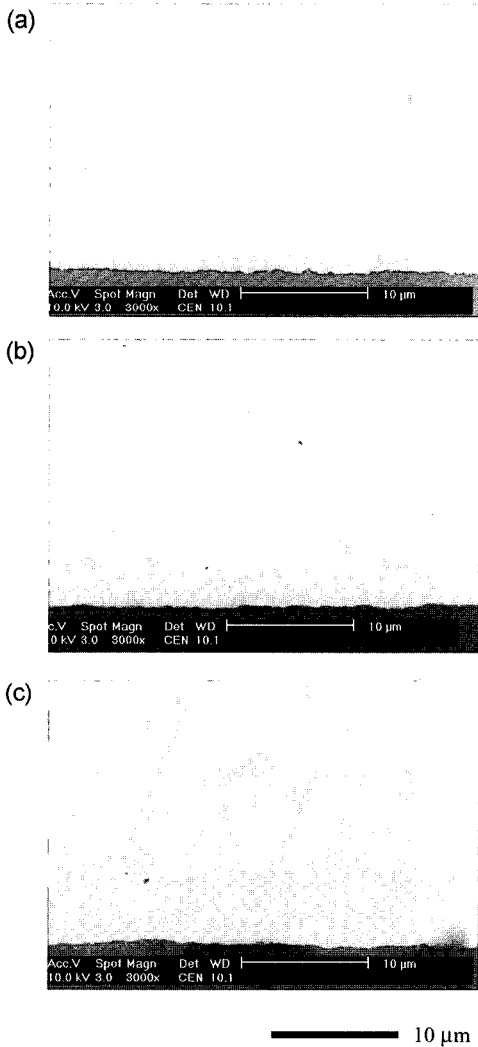 (a)
Acc.V Spot Magn Det WD 10 µm
10.0 kV 3.0 3000x CEN 10.1
(b)
c.V Spot Magn Det WD 10 µm
.0 kV 3.0 3000x CEN 10.1
(c)
Acc.V Spot Magn Det WD 10 µm
10.0 kV 3.0 3000x CEN 10.1
10 µm